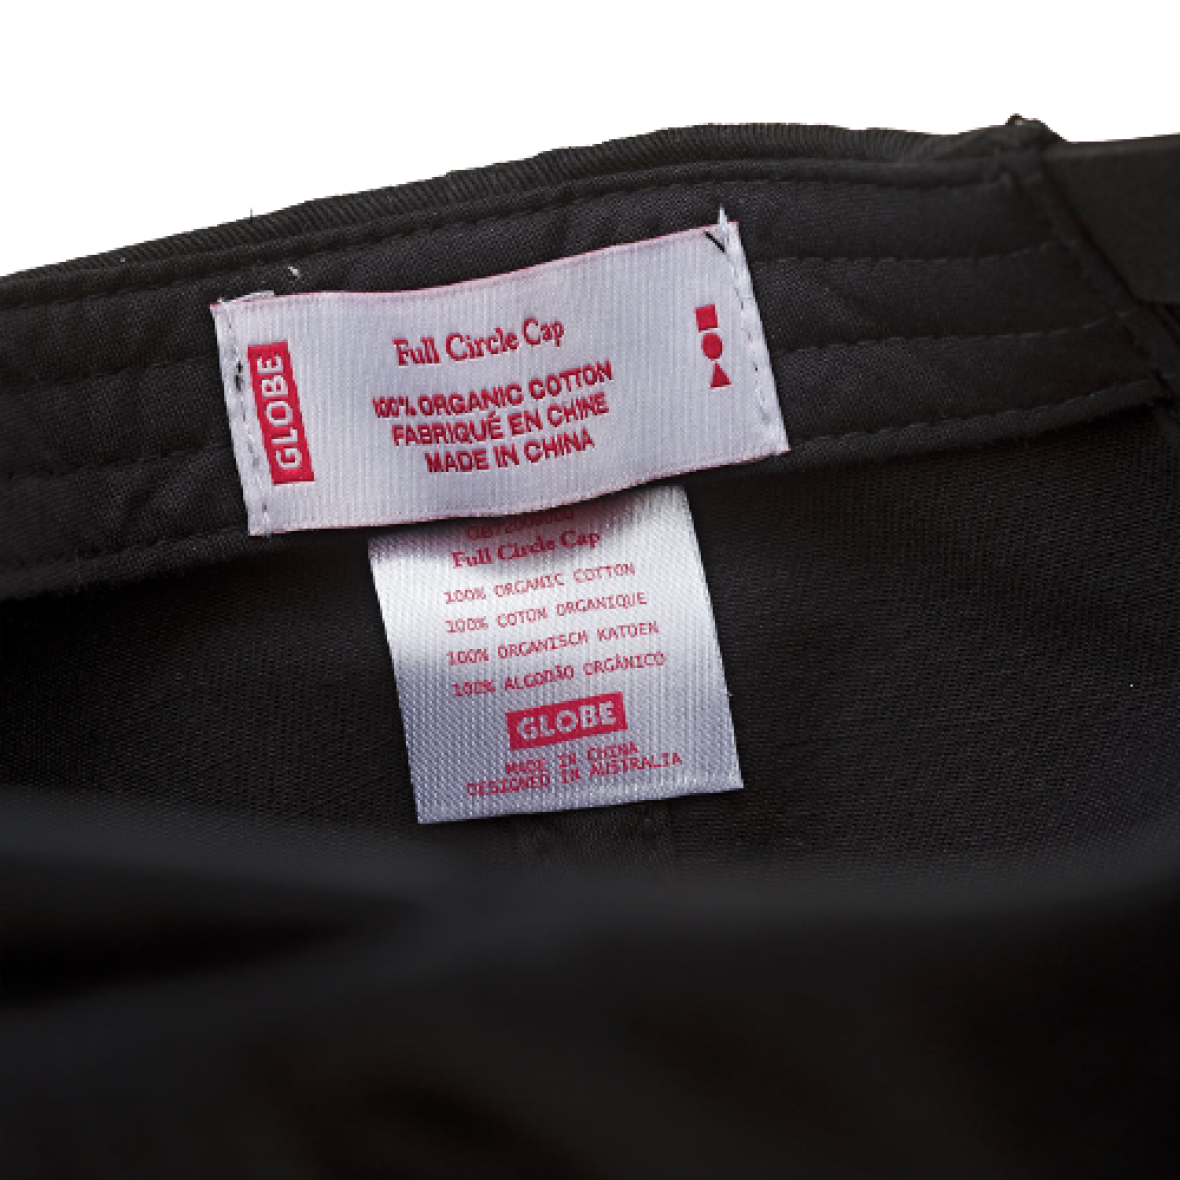 GLOBE
Full Circle Cap
100% ORGANIC COTTON
FABRIQUÉ EN CHINE
MADE IN CHINA
Full Circle Cap
100% ORGANIC COTTON
100% COTON ORGANIQUE
100% ORGANISCH KATOEN
100% ALGODÃO ORGÂNICO
GLOBE
MADE IN CHINA
DESIGNED IN AUSTRALIA